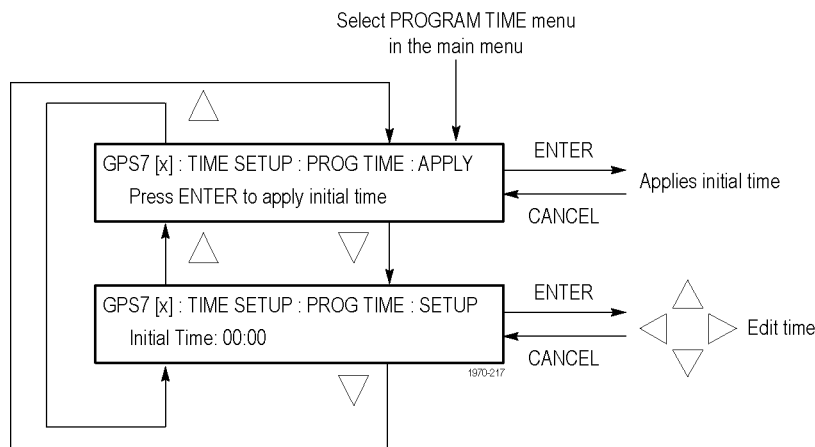 Select PROGRAM TIME menu
in the main menu
GPS7 [x] : TIME SETUP : PROG TIME : APPLY
Press ENTER to apply initial time
ENTER
CANCEL
Applies initial time
GPS7 [x] : TIME SETUP : PROG TIME : SETUP
Initial Time: 00:00
ENTER
CANCEL
Edit time
1970-217